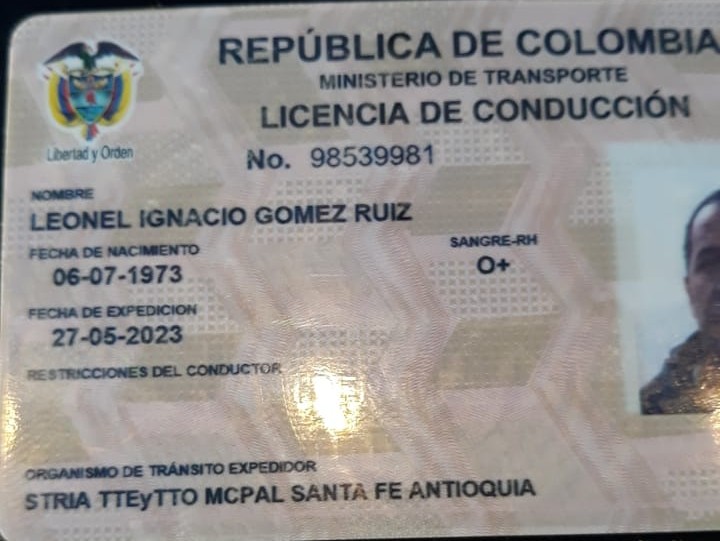 REPÚBLICA DE COLOMBIA
MINISTERIO DE TRANSPORTE
LICENCIA DE CONDUCCIÓN
Libertad y Orden
No. 98539981
NOMBRE
LEONEL IGNACIO GOMEZ RUIZ
FECHA DE NACIMIENTO
06-07-1973
SANGRE-RH
O+
FECHA DE EXPEDICION
27-05-2023
RESTRICCIONES DEL CONDUCTOR
ORGANISMO DE TRÁNSITO EXPEDIDOR
STRIA TTEyTTO MCPAL SANTA FE ANTIOQUIA